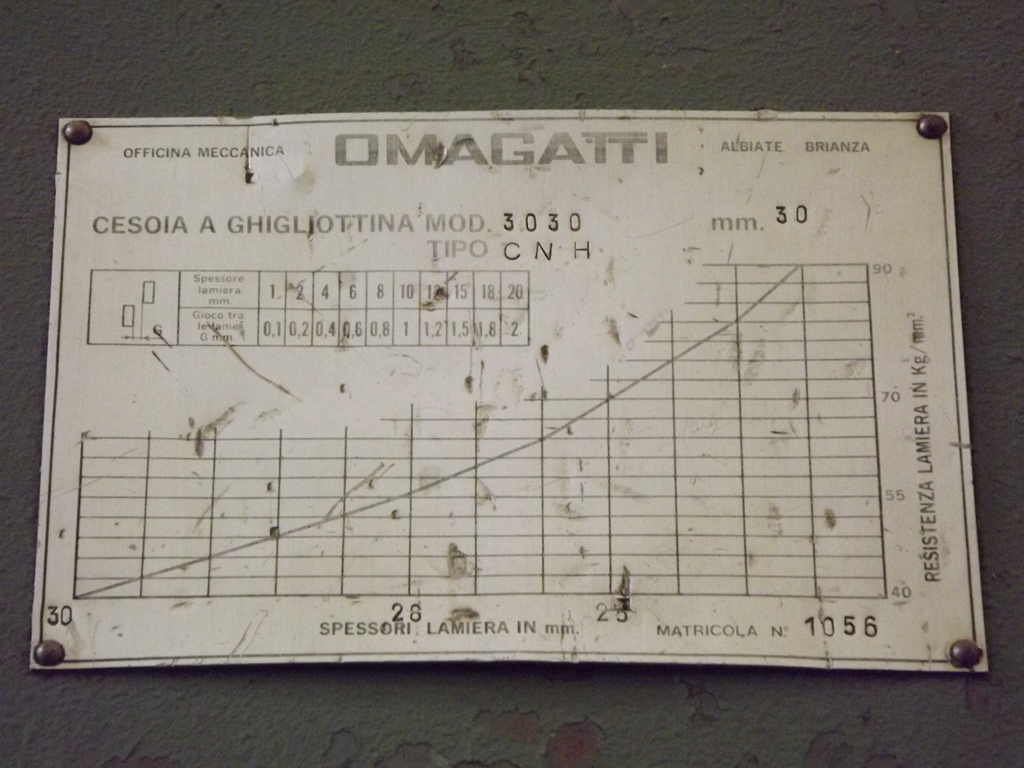 OFFICINA MECCANICA OMAGATTI ALBIATE BRIANZA
CESOIA A GHIGLIOTTINA MOD. 3030 mm. 30
TIPO CNH
Spessore lamiera mm. 1 2 4 6 8 10 12 15 18 20
Gioco tra le lame G mm. 0,1 0,2 0,4 0,6 0,8 1 1,2 1,5 1,8 2
G
90
70
55
40
RESISTENZA LAMIERA IN Kg/mm²
30 28
SPESSORI LAMIERA IN mm. MATRICOLA N° 1056